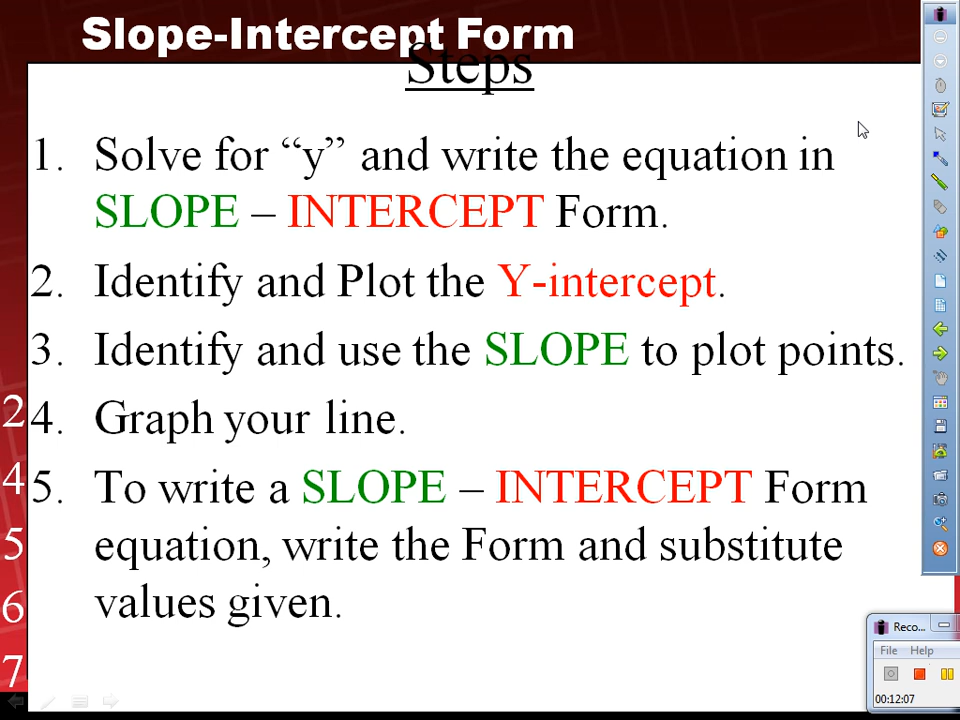 Slope-Intercept Form
Steps
1. Solve for “y” and write the equation in
SLOPE – INTERCEPT Form.
2. Identify and Plot the Y-intercept.
3. Identify and use the SLOPE to plot points.
4. Graph your line.
5. To write a SLOPE – INTERCEPT Form
equation, write the Form and substitute
values given.
2
4
5
6
7
Reco...
File Help
00:12:07